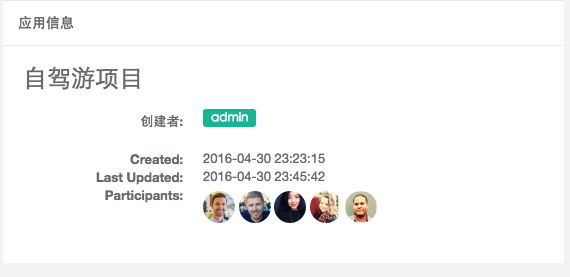 应用信息
自驾游项目
创建者: admin
Created: 2016-04-30 23:23:15
Last Updated: 2016-04-30 23:45:42
Participants: